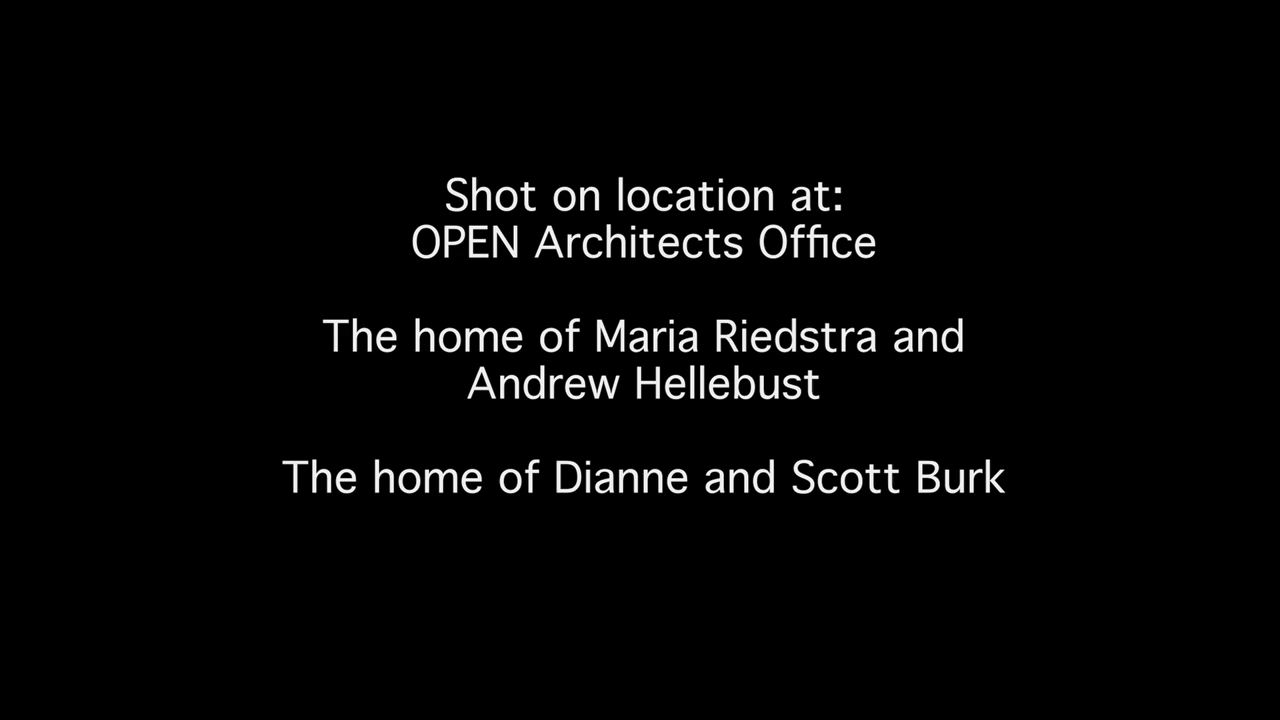 Shot on location at:
OPEN Architects Office
The home of Maria Riedstra and
Andrew Hellebust
The home of Dianne and Scott Burk